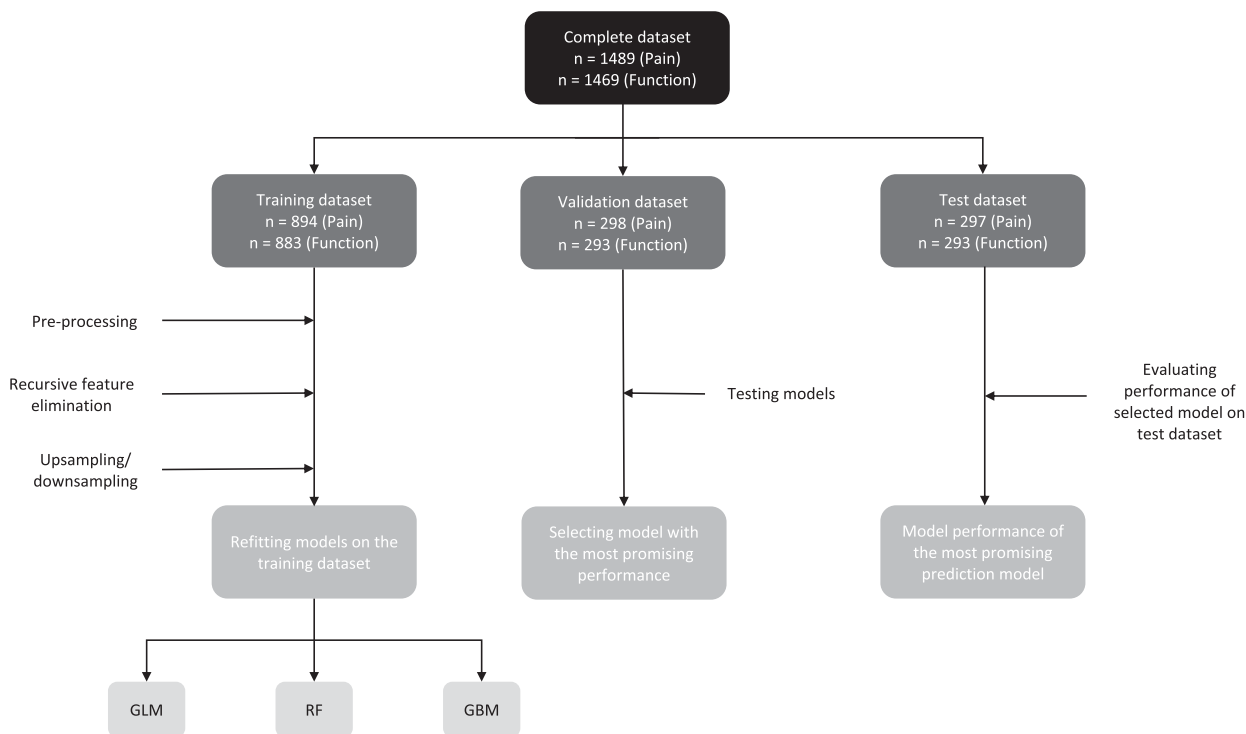 Complete dataset
n = 1489 (Pain)
n = 1469 (Function)
Training dataset
n = 894 (Pain)
n = 883 (Function)
Validation dataset
n = 298 (Pain)
n = 293 (Function)
Test dataset
n = 297 (Pain)
n = 293 (Function)
Pre-processing
Recursive feature
elimination
Upsampling/
downsampling
Testing models
Evaluating
performance of
selected model on
test dataset
Refitting models on the
training dataset
Selecting model with
the most promising
performance
Model performance of
the most promising
prediction model
GLM
RF
GBM